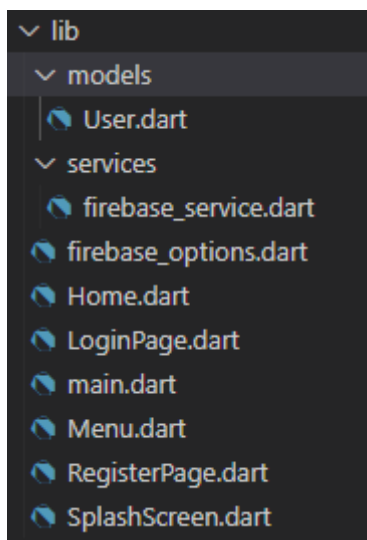 lib
models
User.dart
services
firebase_service.dart
firebase_options.dart
Home.dart
LoginPage.dart
main.dart
Menu.dart
RegisterPage.dart
SplashScreen.dart